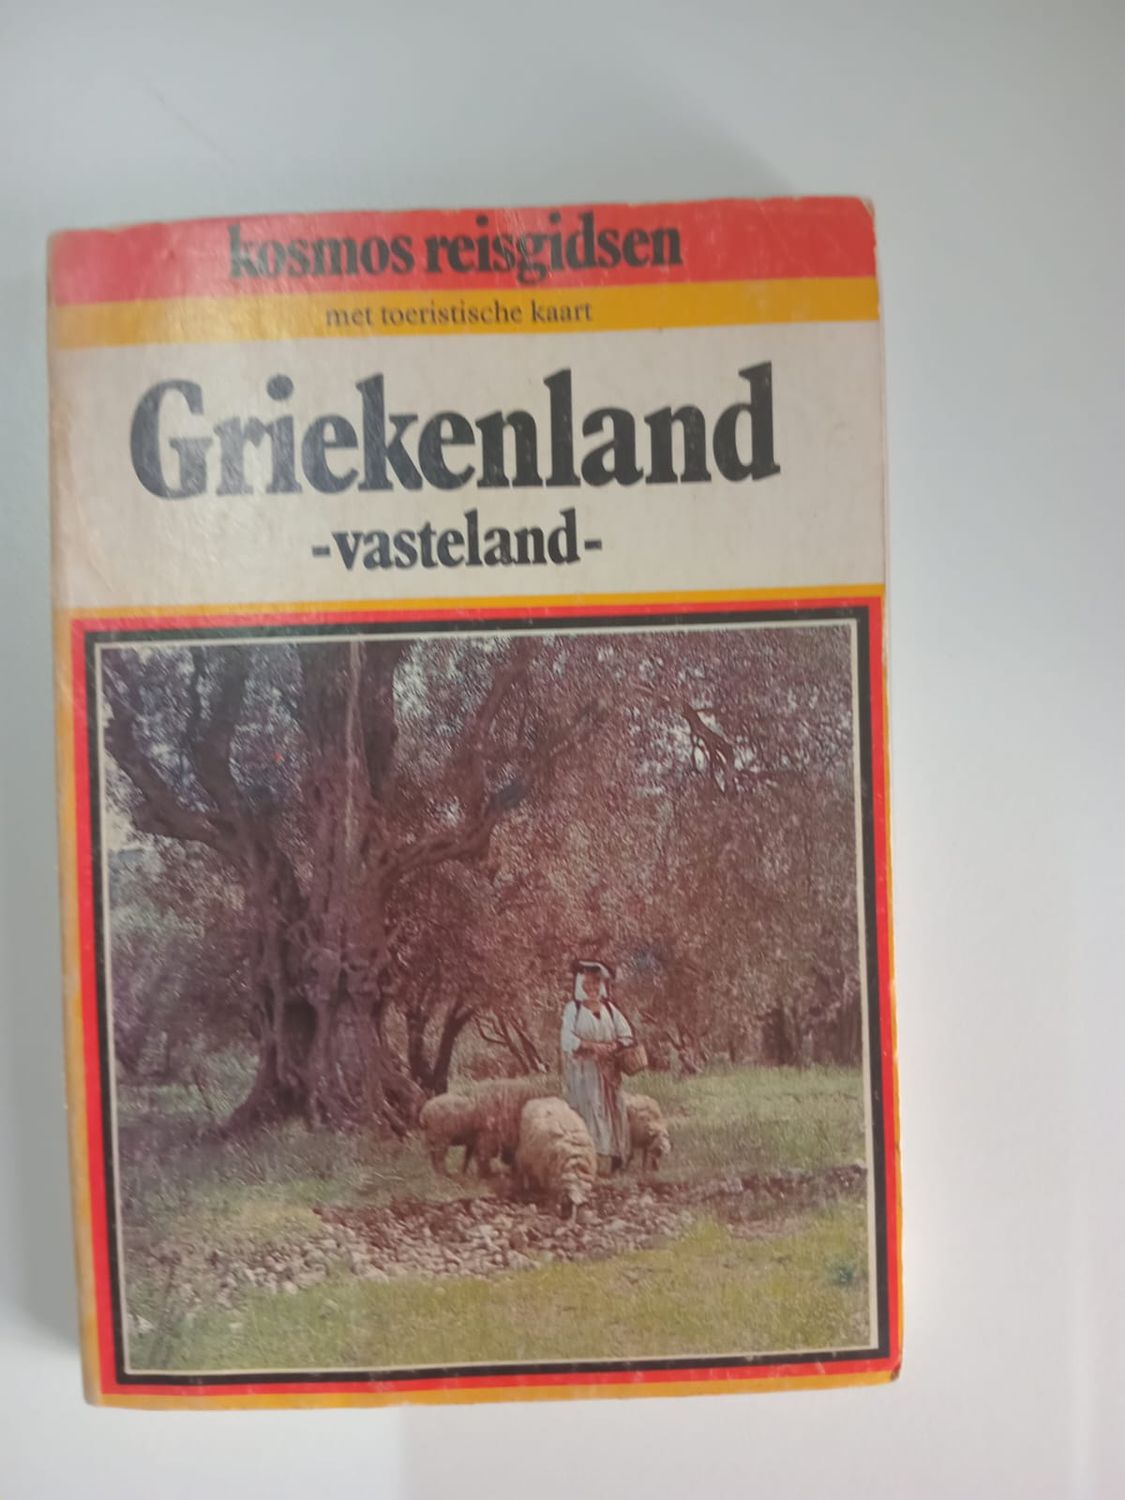 kosmos reisgidsen
met toeristische kaart
Griekenland
-vasteland-